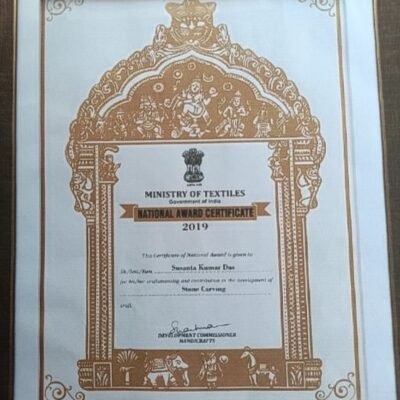 MINISTRY OF TEXTILES
Government of India
NATIONAL AWARD CERTIFICATE
2019
This Certificate of National Award is given to
Sh./Smt./Kum. Susanta Kumar Das
for his/her craftsmanship and contribution in the development of
Stone Carving
craft.
DEVELOPMENT COMMISSIONER
HANDICRAFTS